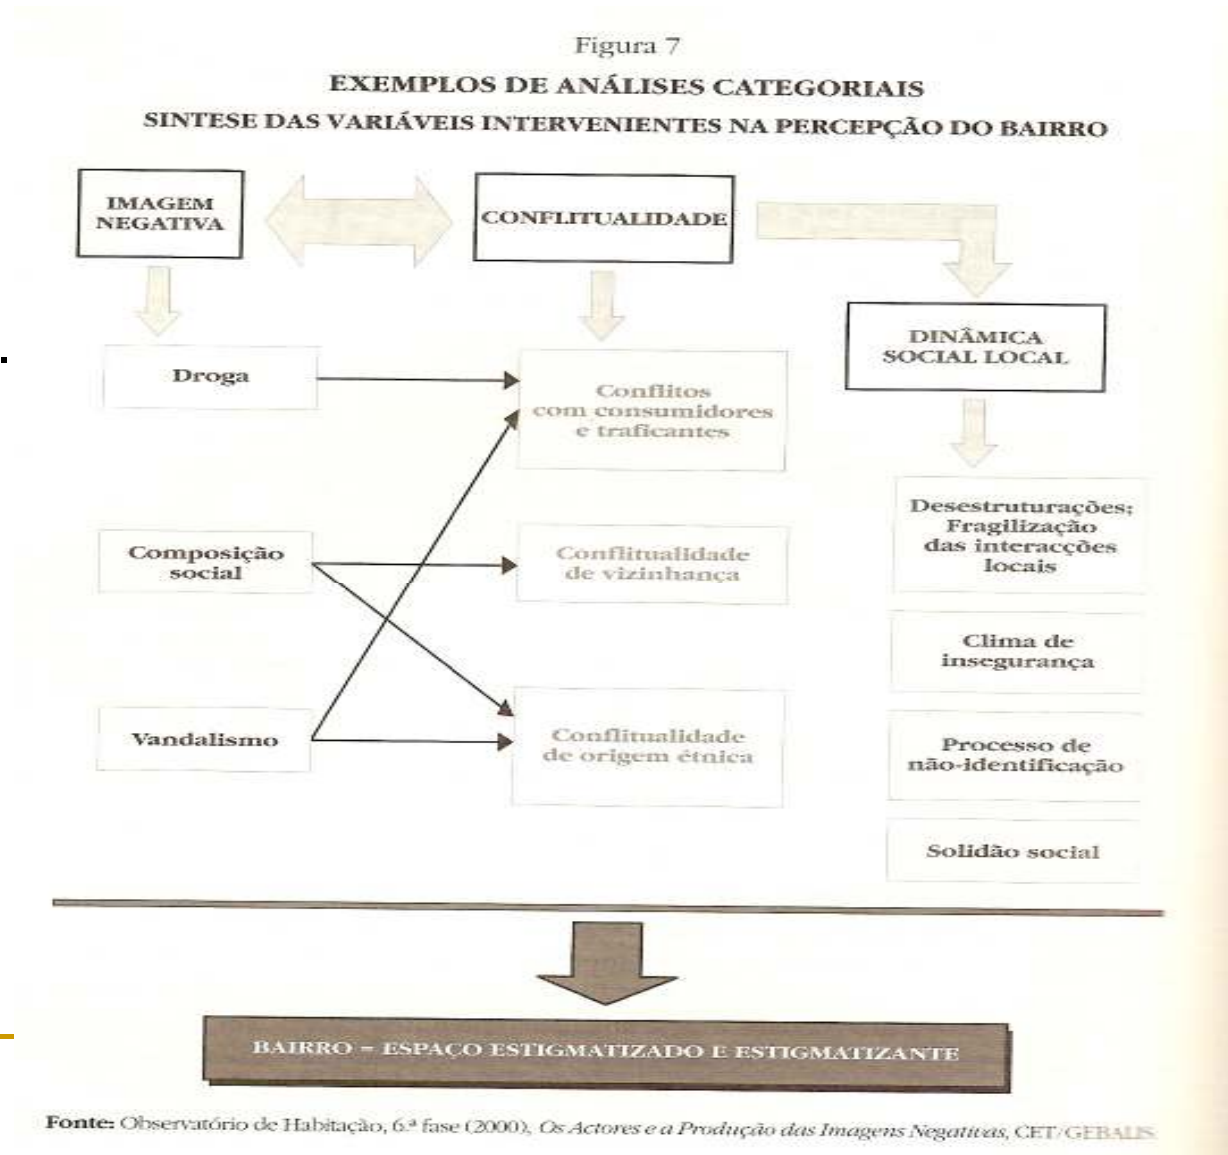 Figura 7
EXEMPLOS DE ANÁLISES CATEGORIAIS
SINTESE DAS VARIÁVEIS INTERVENIENTES NA PERCEPÇÃO DO BAIRRO
IMAGEM
NEGATIVA
CONFLITUALIDADE
DINÂMICA
SOCIAL LOCAL
Droga
Conflitos
com consumidores
e traficantes
Composição
social
Conflitualidade
de vizinhança
Vandalismo
Conflitualidade
de origem étnica
Desestruturações;
Fragilização
das interacções
locais
Clima de
insegurança
Processo de
não-identificação
Solidão social
BAIRRO = ESPAÇO ESTIGMATIZADO E ESTIGMATIZANTE
Fonte: Observatório de Habitação, 6.ª fase (2000), Os Actores e a Produção das Imagens Negativas, CET/GEBALIS.